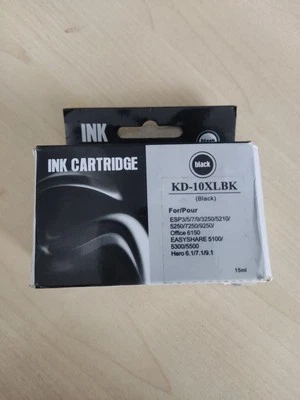 INK
black
INK CARTRIDGE
black
KD-10XLBK
(Black)
For/Pour
ESP3/5/7/9/3250/5210/
5250/7250/9250/
Office 6150
EASYSHARE 5100/
5300/5500
Hero 6.1/7.1/9.1
15ml